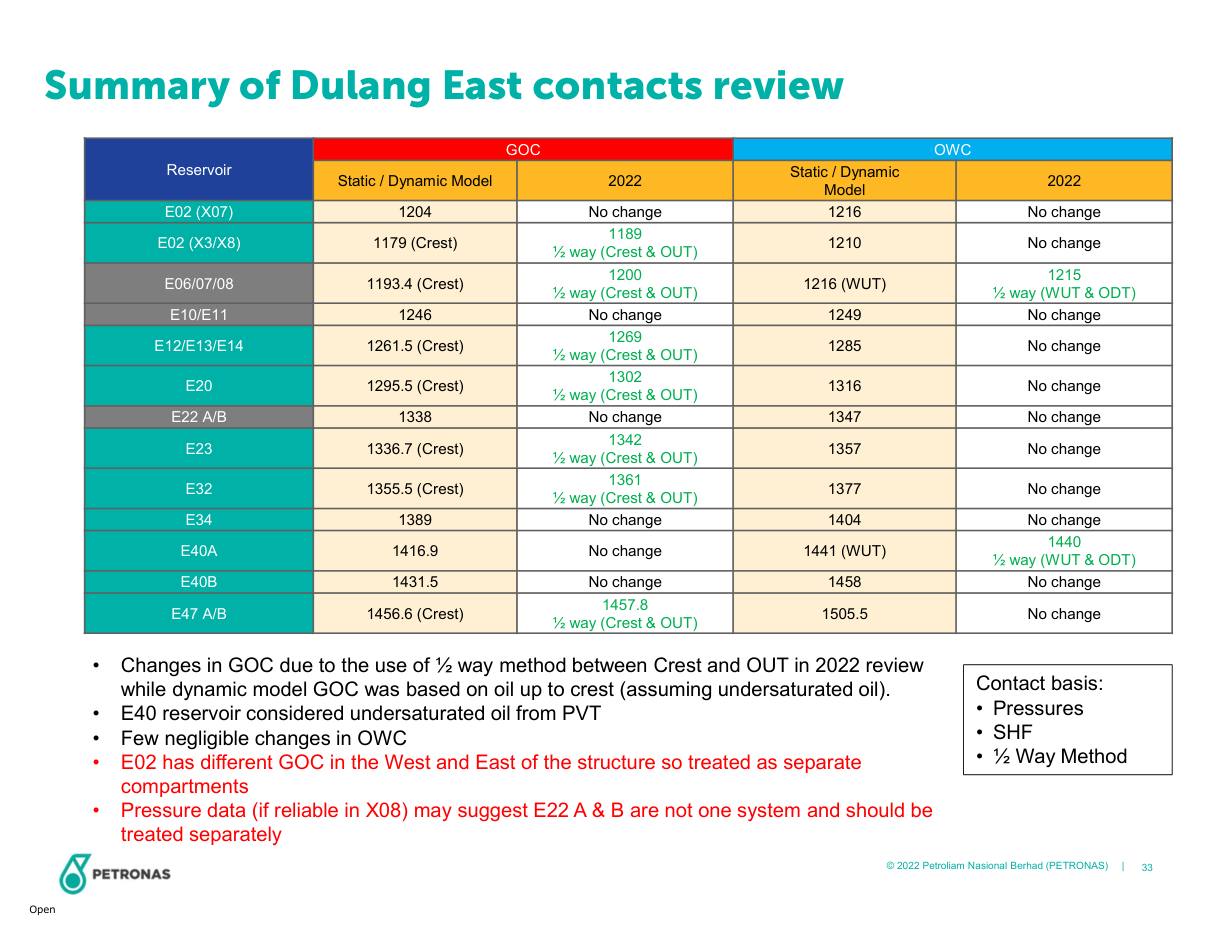 Summary of Dulang East contacts review
Reservoir
GOC
OWC
Static / Dynamic Model
2022
Static / Dynamic
Model
2022
E02 (X07)
1204
No change
1216
No change
E02 (X3/X8)
1179 (Crest)
1189
½ way (Crest & OUT)
1210
No change
E06/07/08
1193.4 (Crest)
1200
½ way (Crest & OUT)
1216 (WUT)
1215
½ way (WUT & ODT)
E10/E11
1246
No change
1249
No change
E12/E13/E14
1261.5 (Crest)
1269
½ way (Crest & OUT)
1285
No change
E20
1295.5 (Crest)
1302
½ way (Crest & OUT)
1316
No change
E22 A/B
1338
No change
1347
No change
E23
1336.7 (Crest)
1342
½ way (Crest & OUT)
1357
No change
E32
1355.5 (Crest)
1361
½ way (Crest & OUT)
1377
No change
E34
1389
No change
1404
No change
E40A
1416.9
No change
1441 (WUT)
1440
½ way (WUT & ODT)
E40B
1431.5
No change
1458
No change
E47 A/B
1456.6 (Crest)
1457.8
½ way (Crest & OUT)
1505.5
No change
• Changes in GOC due to the use of ½ way method between Crest and OUT in 2022 review
while dynamic model GOC was based on oil up to crest (assuming undersaturated oil).
• E40 reservoir considered undersaturated oil from PVT
• Few negligible changes in OWC
• E02 has different GOC in the West and East of the structure so treated as separate
compartments
• Pressure data (if reliable in X08) may suggest E22 A & B are not one system and should be
treated separately
Contact basis:
• Pressures
• SHF
• ½ Way Method
PETRONAS
© 2022 Petroliam Nasional Berhad (PETRONAS) | 33
Open